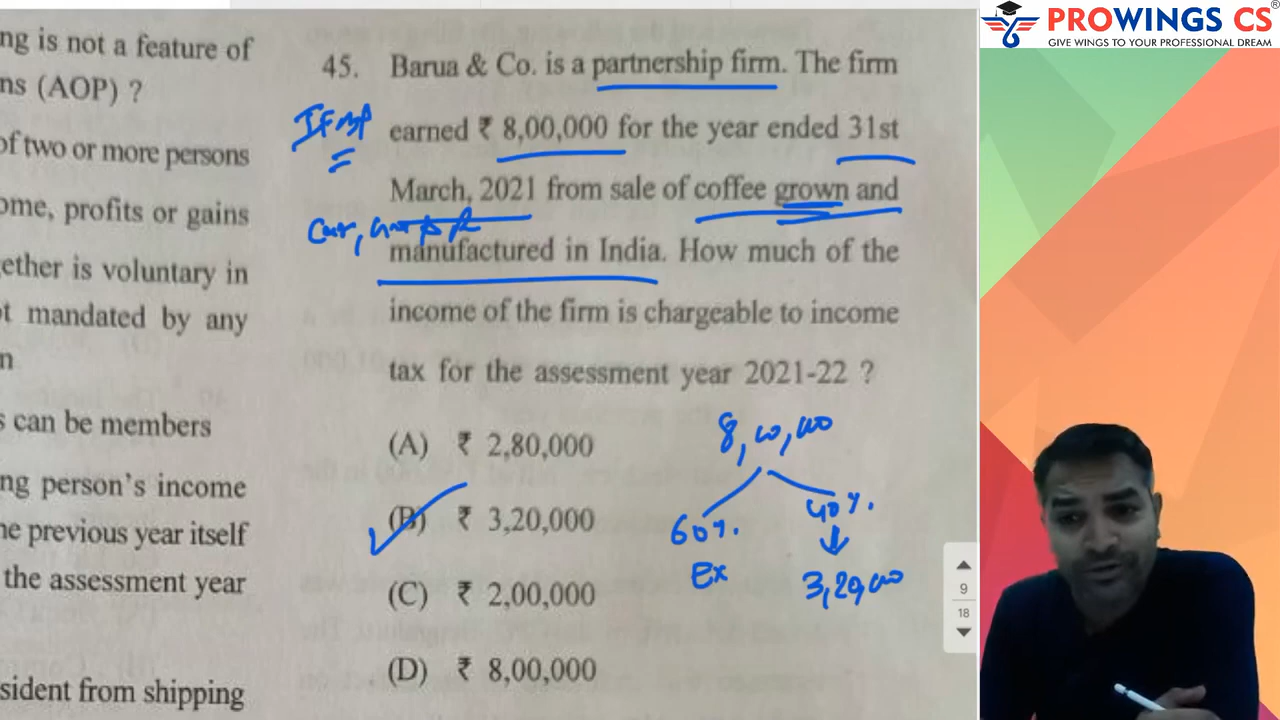 ng is not a feature of
ns (AOP) ?
of two or more persons
ome, profits or gains
ether is voluntary in
ot mandated by any
n
s can be members
ng person's income
he previous year itself
the assessment year
sident from shipping
45. Barua & Co. is a partnership firm. The firm
earned ₹ 8,00,000 for the year ended 31st
March, 2021 from sale of coffee grown and
manufactured in India. How much of the
income of the firm is chargeable to income
tax for the assessment year 2021-22 ?
(A) ₹ 2,80,000
(B) ₹ 3,20,000
(C) ₹ 2,00,000
(D) ₹ 8,00,000
IFMP
8,00,000
60%. 40%.
Ex 3,20,000
PROWINGS CS®
GIVE WINGS TO YOUR PROFESSIONAL DREAM
9
18